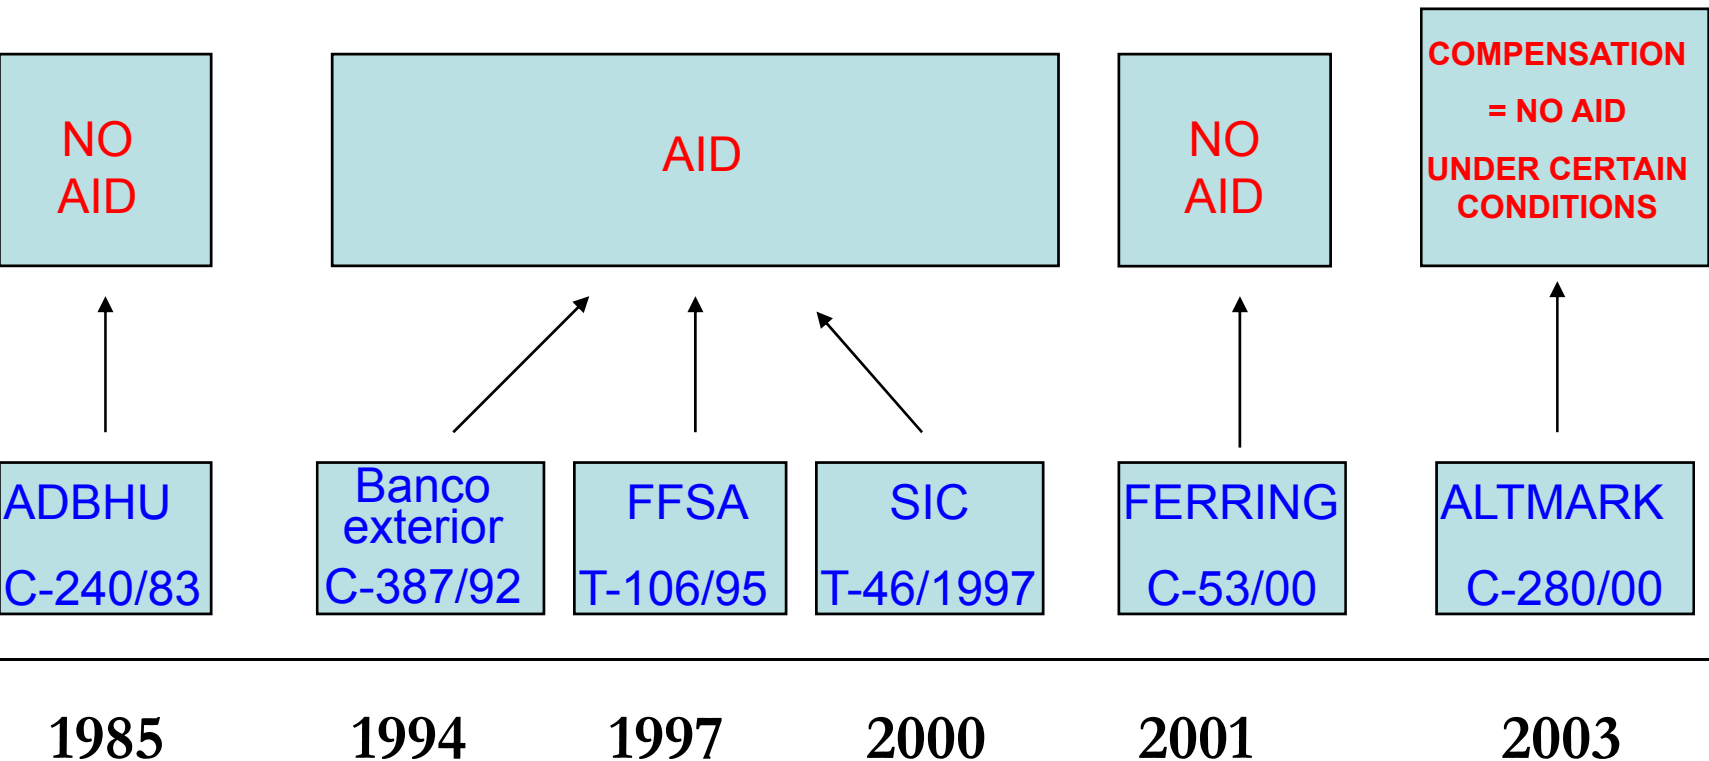 NO
AID
AID
NO
AID
COMPENSATION
= NO AID
UNDER CERTAIN
CONDITIONS
ADBHU
C-240/83
Banco
exterior
C-387/92
FFSA
T-106/95
SIC
T-46/1997
FERRING
C-53/00
ALTMARK
C-280/00
1985
1994
1997
2000
2001
2003